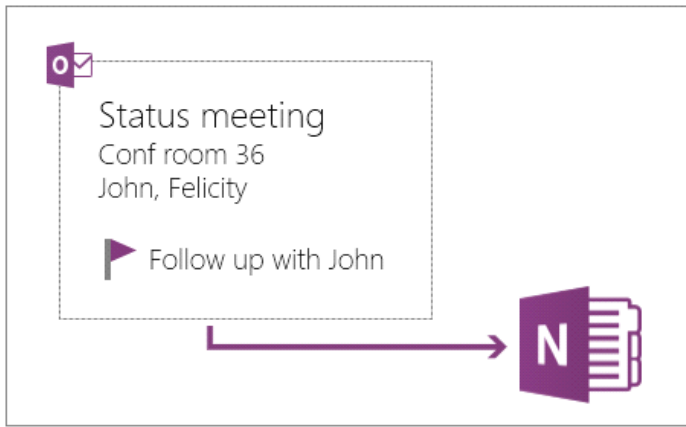 O
Status meeting
Conf room 36
John, Felicity
Follow up with John
N